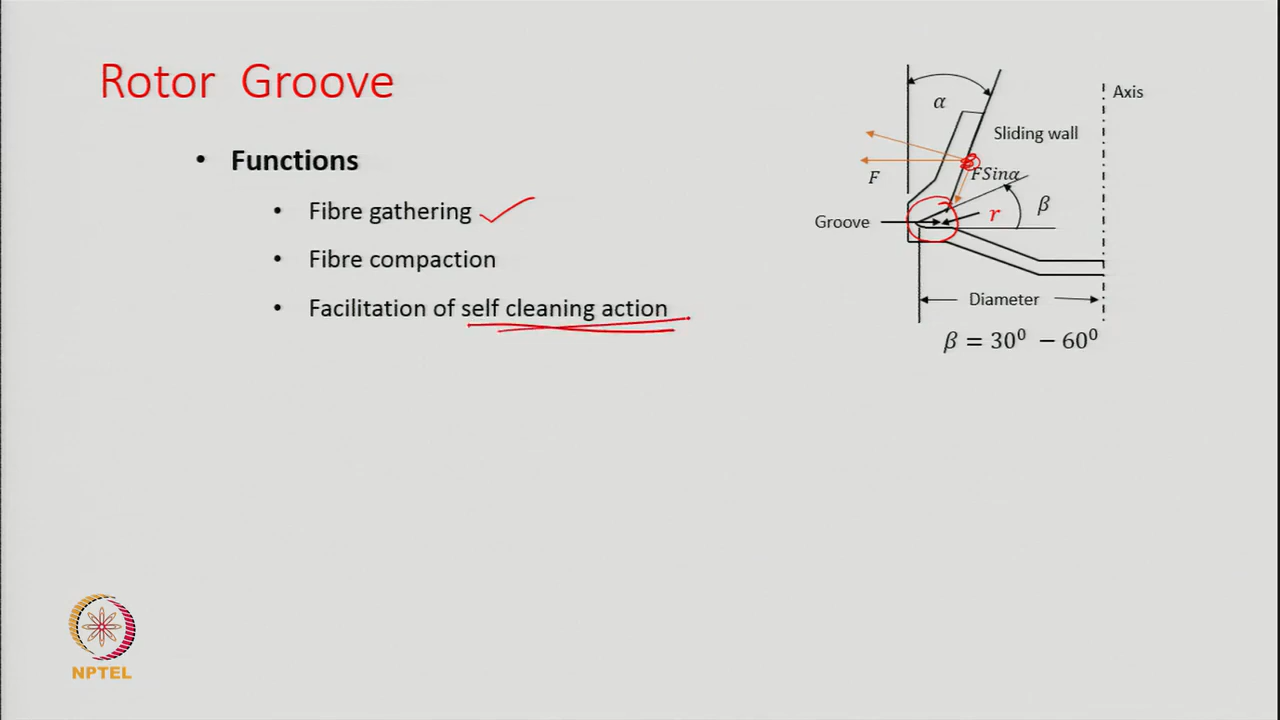 Rotor Groove
• Functions
• Fibre gathering
• Fibre compaction
• Facilitation of self cleaning action
α
Axis
Sliding wall
F
FSinα
β
Groove
r
Diameter
β = 30⁰ − 60⁰
NPTEL